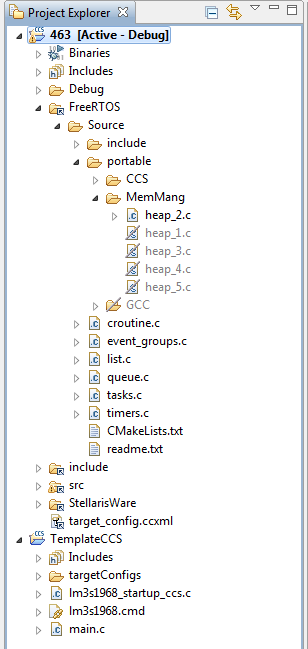 Project Explorer
463 [Active - Debug]
Binaries
Includes
Debug
FreeRTOS
Source
include
portable
CCS
MemMang
heap_2.c
heap_1.c
heap_3.c
heap_4.c
heap_5.c
GCC
croutine.c
event_groups.c
list.c
queue.c
tasks.c
timers.c
CMakeLists.txt
readme.txt
include
src
StellarisWare
target_config.ccxml
TemplateCCS
Includes
targetConfigs
lm3s1968_startup_ccs.c
lm3s1968.cmd
main.c